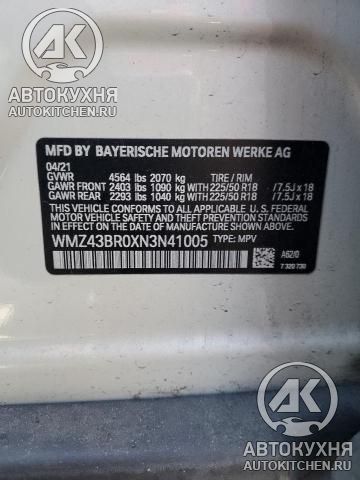 АК
АВТОКУХНЯ
AUTOKITCHEN.RU
MFD BY BAYERISCHE MOTOREN WERKE AG
04/21
GVWR 4564 lbs 2070 kg TIRE / RIM
GAWR FRONT 2403 lbs 1090 kg WITH 225/50 R18 /7.5J x 18
GAWR REAR 2293 lbs 1040 kg WITH 225/50 R18 /7.5J x 18
THIS VEHICLE CONFORMS TO ALL APPLICABLE
U.S. FEDERAL MOTOR VEHICLE SAFETY STANDARDS
IN EFFECT ON THE DATE OF MANUFACTURE SHOWN ABOVE.
WMZ43BR0XN3N41005 TYPE: MPV
A62/0
7 320 730
АК
АВТОКУХНЯ
AUTOKITCHEN.RU